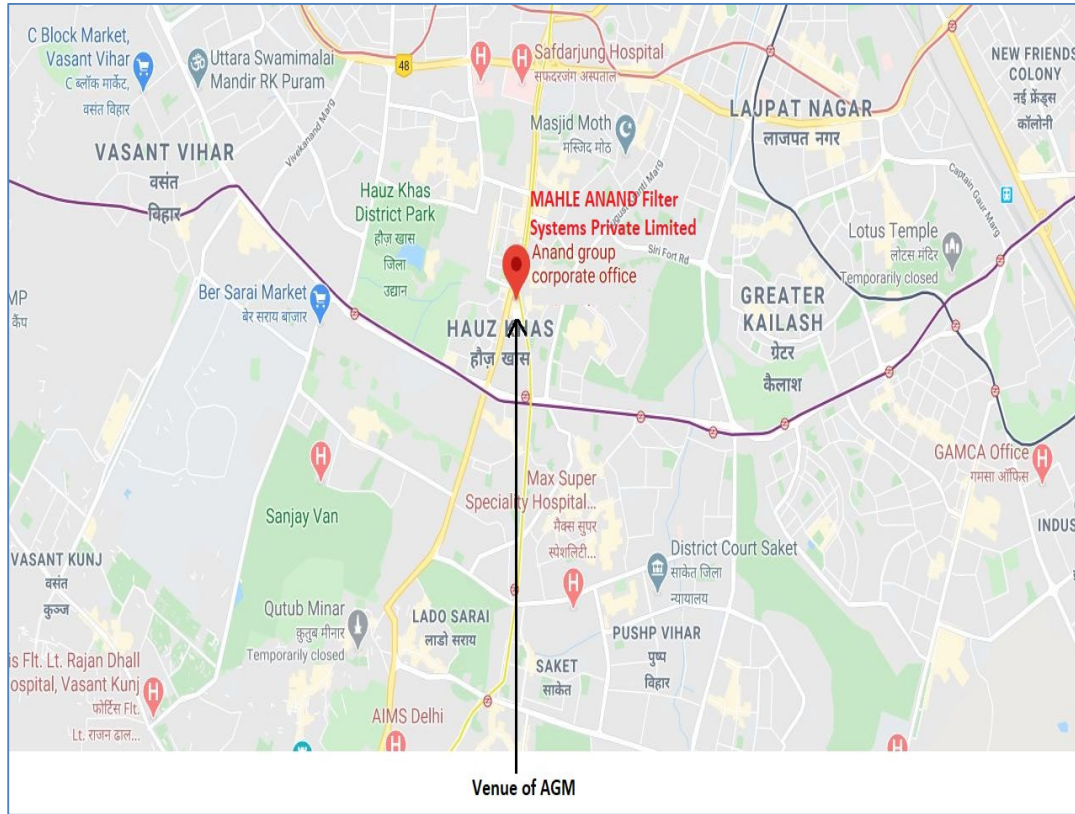 C Block Market,
Vasant Vihar
C ब्लॉक मार्केट,
वसंत विहार
Uttara Swamimalai
Mandir RK Puram
48
H
H
Safdarjung Hospital
सफदरजंग अस्पताल
NEW FRIENDS
COLONY
नई फ्रेंड्स
कॉलोनी
Masjid Moth
मस्जिद मोठ
LAJPAT NAGAR
लाजपत नगर
Vivekanand Marg
VASANT VIHAR
वसंत
विहार
Captain Gaur Marg
Hauz Khas
District Park
हौज़ खास
जिला
उद्यान
MAHLE ANAND Filter
Systems Private Limited
Anand group
corporate office
Siri Fort Rd
Lotus Temple
लोटस मंदिर
Temporarily closed
Ber Sarai Market
बेर सराय बाजार
MP
कैंप
GREATER
KAILASH
ग्रेटर
कैलाश
HAUZ KHAS
हौज़ खास
H
GAMCA Office
गमसा ऑफिस
H
Max Super
Speciality Hospital...
मैक्स सुपर
स्पेशलिटी...
H
Sanjay Van
INDUS
District Court Saket
साकेत जिला
न्यायालय
VASANT KUNJ
वसंत
कुञ्ज
Qutub Minar
क़ुतुब मीनार
Temporarily closed
LADO SARAI
लाडो सराय
PUSHP VIHAR
पुष्प
विहार
SAKET
साकेत
is Flt. Lt. Rajan Dhall
ospital, Vasant Kunj
फोर्टिस फ्लि.
Lt. राजन ढाल...
H
AIMS Delhi
H
H
Venue of AGM